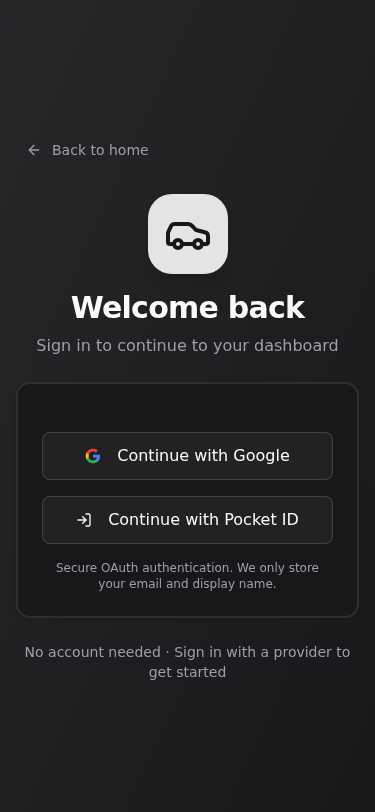 Back to home
Welcome back
Sign in to continue to your dashboard
Continue with Google
Continue with Pocket ID
Secure OAuth authentication. We only store
your email and display name.
No account needed · Sign in with a provider to
get started